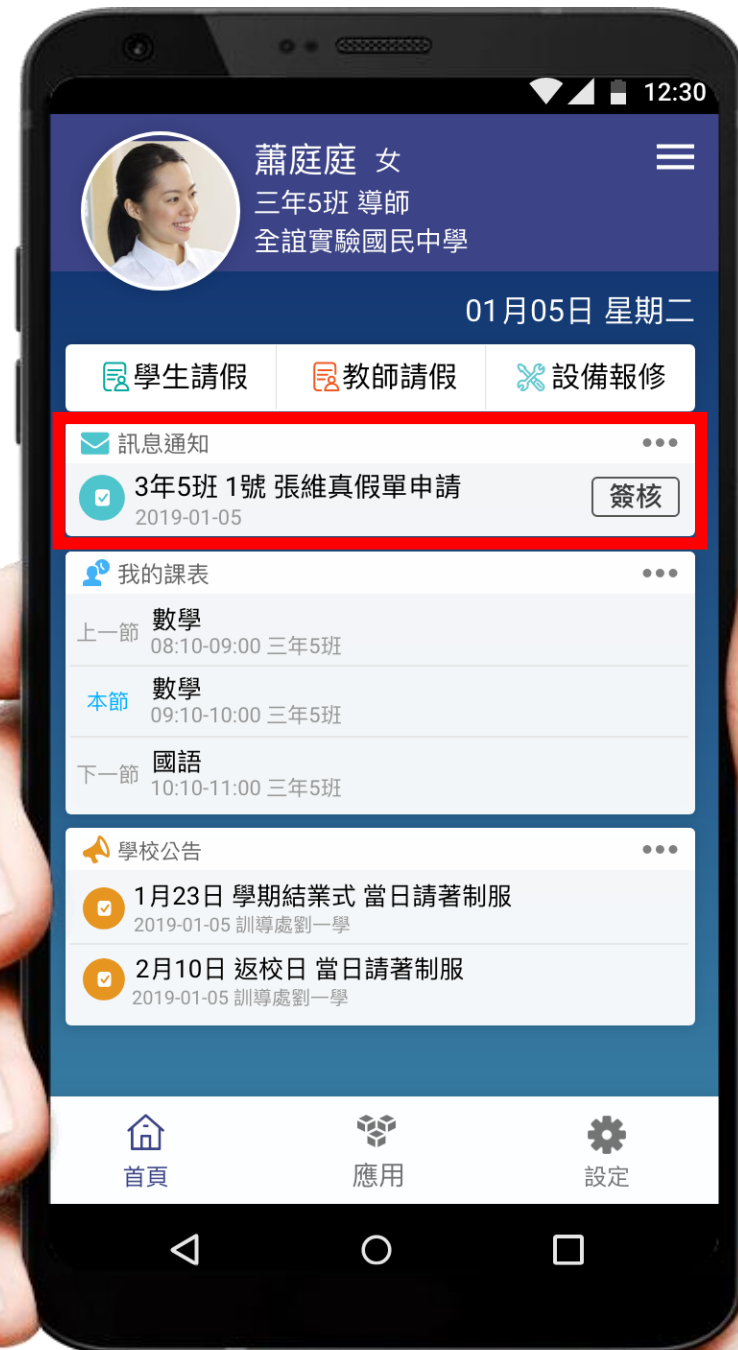 12:30
蕭庭庭 女
三年5班 導師
全誼實驗國民中學
01月05日 星期二
學生請假 教師請假 設備報修
訊息通知
3年5班 1號 張維真假單申請 簽核
2019-01-05
我的課表
上一節 數學
08:10-09:00 三年5班
本節 數學
09:10-10:00 三年5班
下一節 國語
10:10-11:00 三年5班
學校公告
1月23日 學期結業式 當日請著制服
2019-01-05 訓導處劉一學
2月10日 返校日 當日請著制服
2019-01-05 訓導處劉一學
首頁 應用 設定